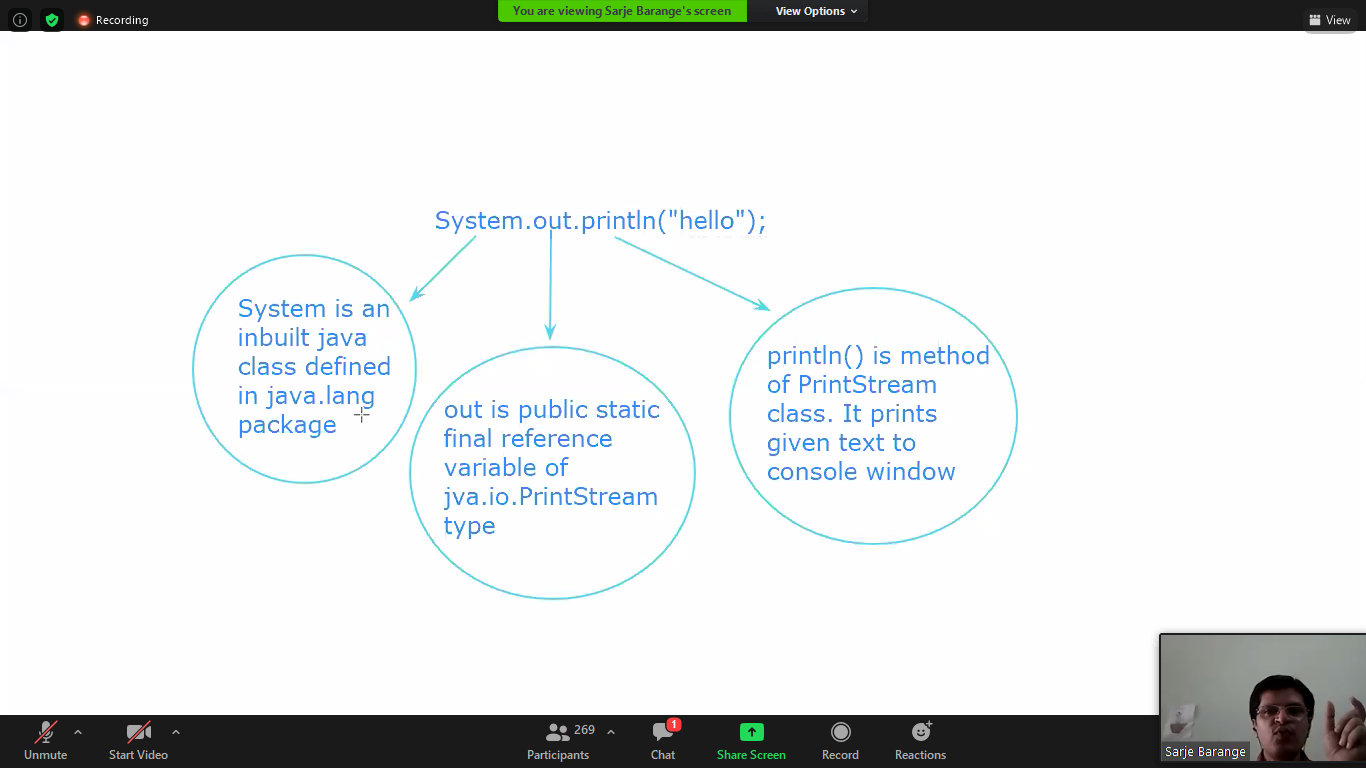 Recording
You are viewing Sarje Barange's screen
View Options
View
System.out.println("hello");
System is an
inbuilt java
class defined
in java.lang
package
out is public static
final reference
variable of
jva.io.PrintStream
type
println() is method
of PrintStream
class. It prints
given text to
console window
Sarje Barange
Unmute
Start Video
269
Participants
1
Chat
Share Screen
Record
Reactions